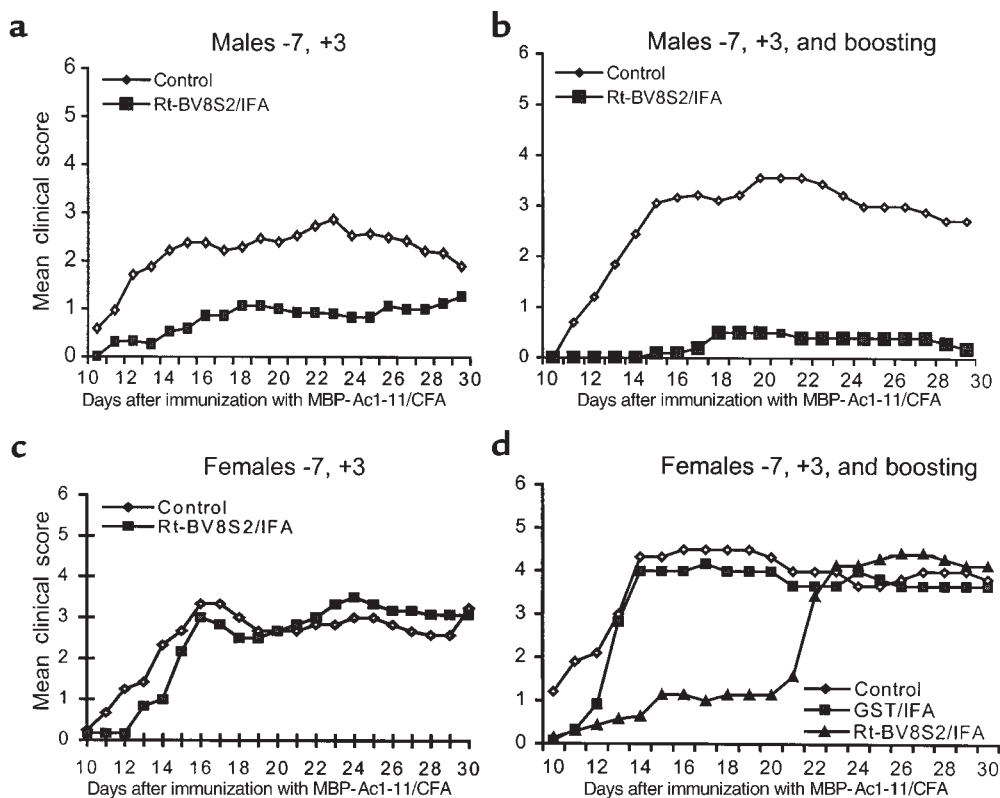 a
Males -7, +3
6
5
4
3
2
1
0
Mean clinical score
Control
Rt-BV8S2/IFA
10 12 14 16 18 20 22 24 26 28 30
Days after immunization with MBP-Ac1-11/CFA
b
Males -7, +3, and boosting
6
5
4
3
2
1
0
Control
Rt-BV8S2/IFA
10 12 14 16 18 20 22 24 26 28 30
Days after immunization with MBP-Ac1-11/CFA
c
Females -7, +3
6
5
4
3
2
1
0
Mean clinical score
Control
Rt-BV8S2/IFA
10 12 14 16 18 20 22 24 26 28 30
Days after immunization with MBP-Ac1-11/CFA
d
Females -7, +3, and boosting
6
5
4
3
2
1
0
Control
GST/IFA
Rt-BV8S2/IFA
10 12 14 16 18 20 22 24 26 28 30
Days after immunization with MBP-Ac1-11/CFA